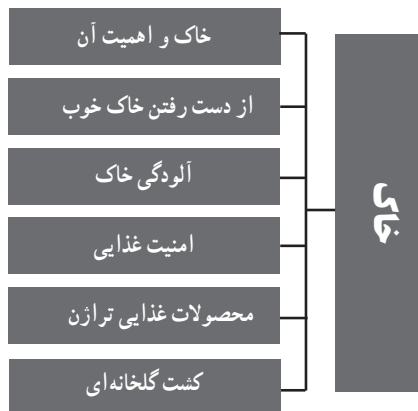 خاک
خاک و اهمیت آن
از دست رفتن خاک خوب
آلودگی خاک
امنیت غذایی
محصولات غذایی تراژن
کشت گلخانه‌ای